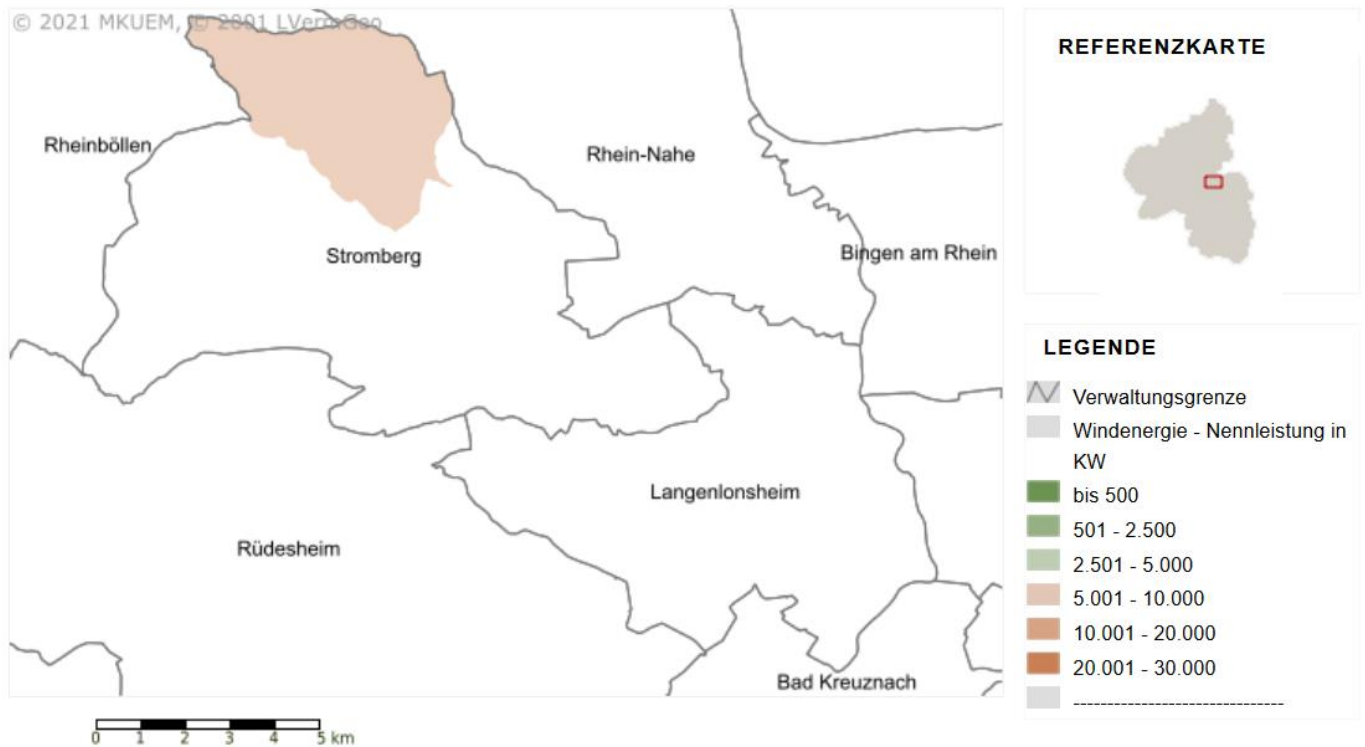 © 2021 MKUEM, © 2001 LVermGeo
Rheinböllen
Rhein-Nahe
Stromberg
Bingen am Rhein
Langenlonsheim
Rüdesheim
Bad Kreuznach
0 1 2 3 4 5 km
REFERENZKARTE
LEGENDE
Verwaltungsgrenze
Windenergie - Nennleistung in
KW
bis 500
501 - 2.500
2.501 - 5.000
5.001 - 10.000
10.001 - 20.000
20.001 - 30.000
-------------------------------